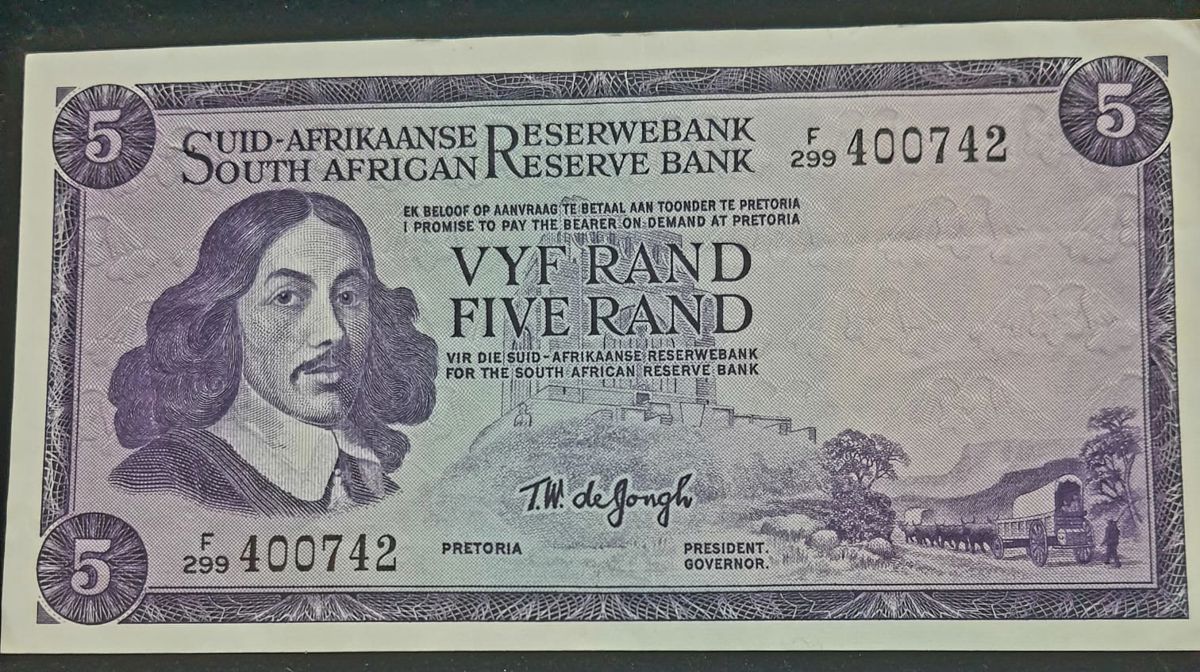 5
5
SUID-AFRIKAANSE RESERWEBANK
SOUTH AFRICAN RESERVE BANK
F/299 400742
EK BELOOF OP AANVRAAG TE BETAAL AAN TOONDER TE PRETORIA
I PROMISE TO PAY THE BEARER ON DEMAND AT PRETORIA
VYF RAND
FIVE RAND
VIR DIE SUID-AFRIKAANSE RESERWEBANK
FOR THE SOUTH AFRICAN RESERVE BANK
T.W. de Jongh
F/299 400742
PRETORIA
PRESIDENT.
GOVERNOR.
5